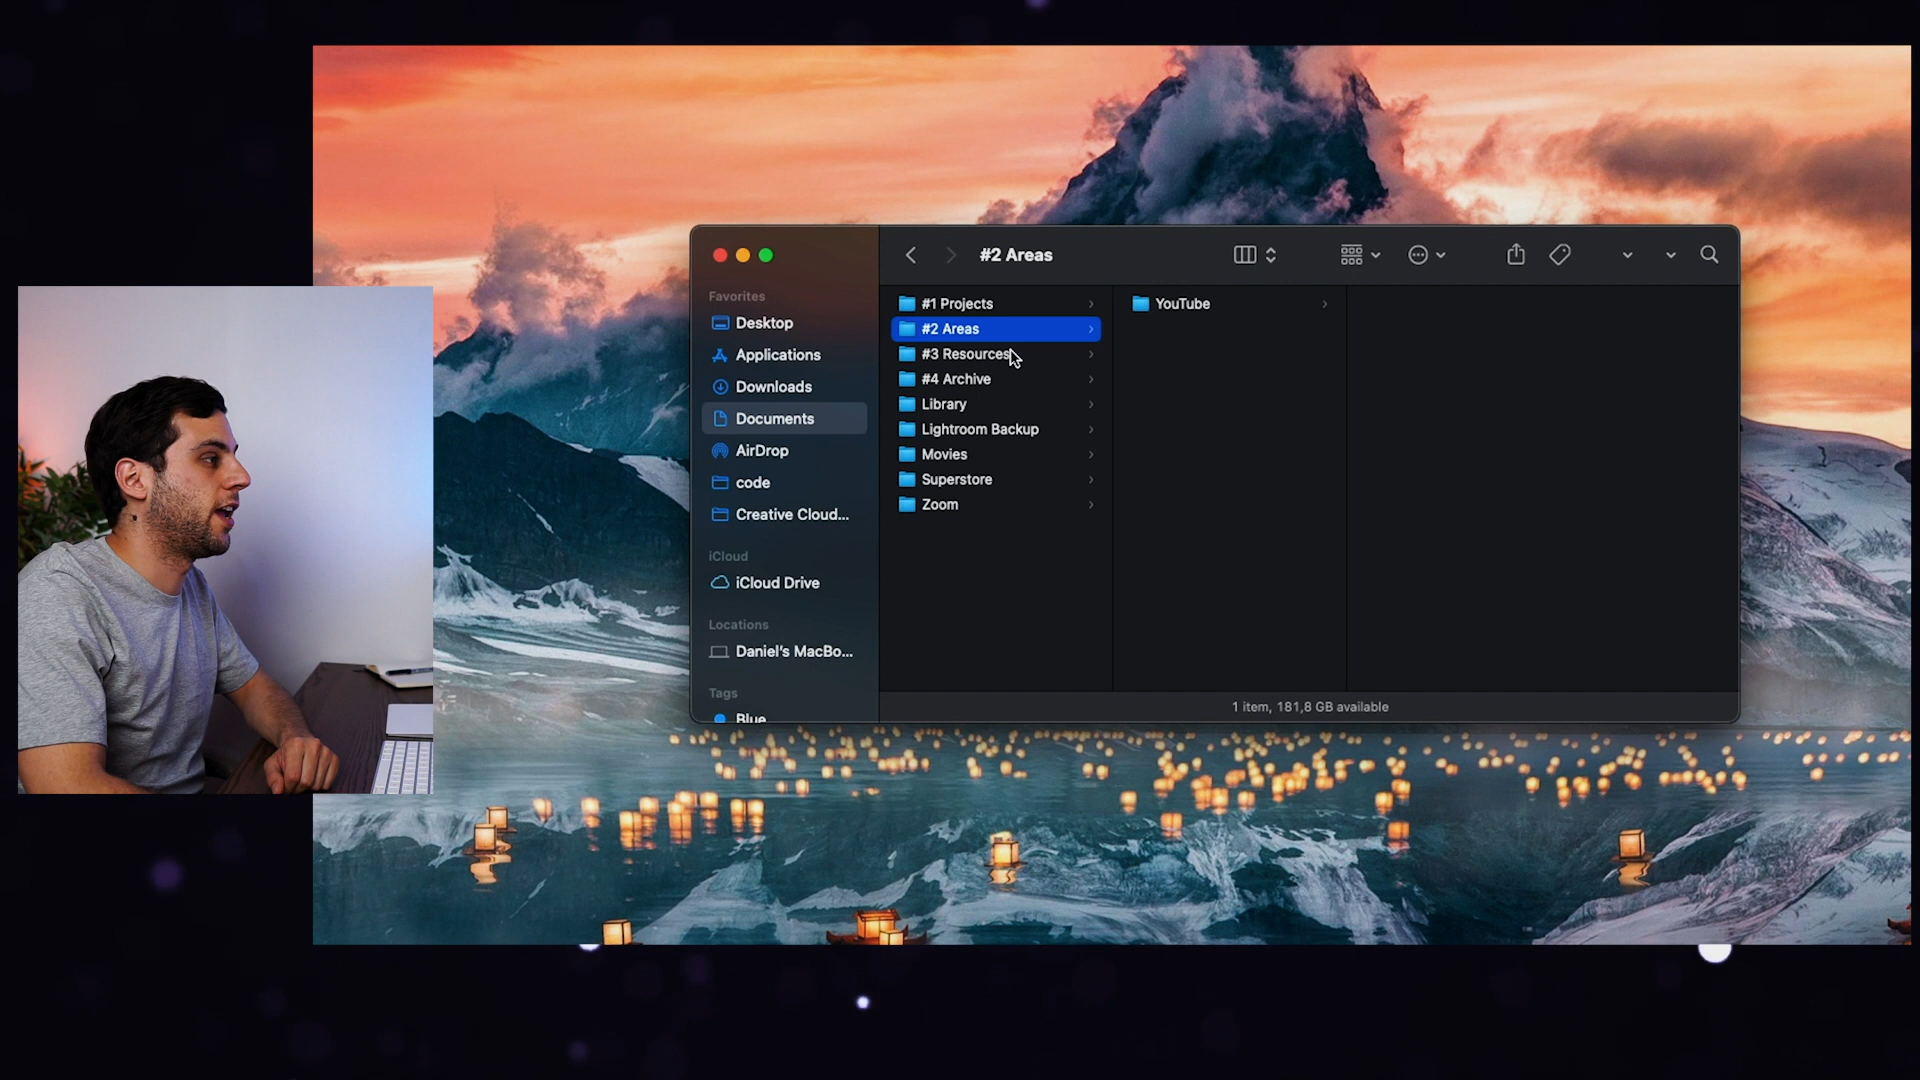 #2 Areas
Favorites
Desktop
Applications
Downloads
Documents
AirDrop
code
Creative Cloud...
iCloud
iCloud Drive
Locations
Daniel's MacBo...
Tags
Blue
#1 Projects
#2 Areas
#3 Resources
#4 Archive
Library
Lightroom Backup
Movies
Superstore
Zoom
YouTube
1 item, 181,8 GB available